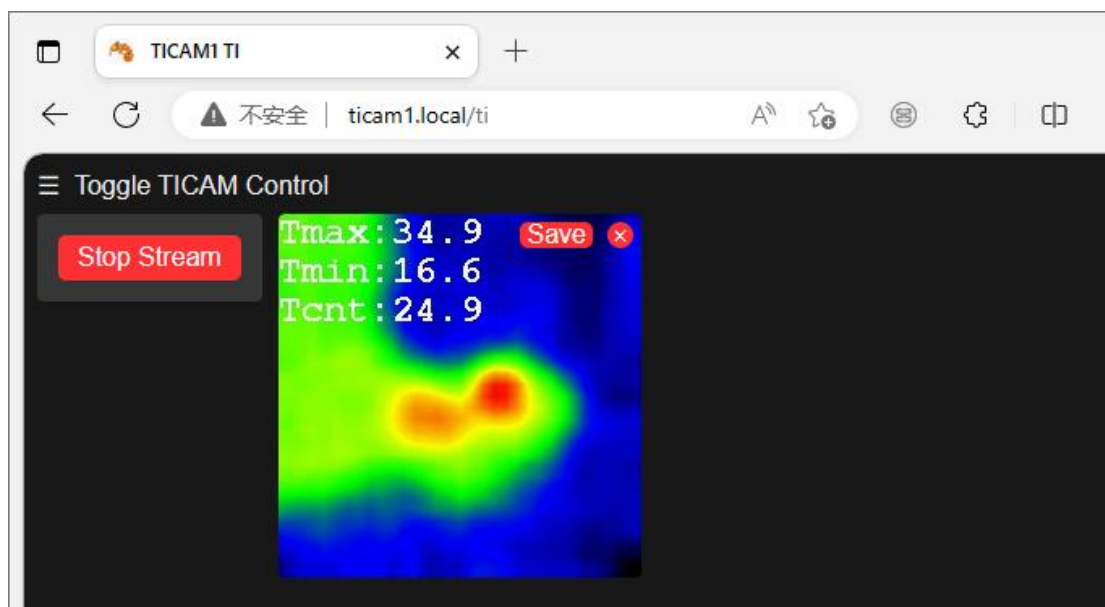 TICAM1 TI
不安全 ticam1.local/ti
☰ Toggle TICAM Control
Stop Stream
Tmax:34.9
Save
Tmin:16.6
Tcnt:24.9